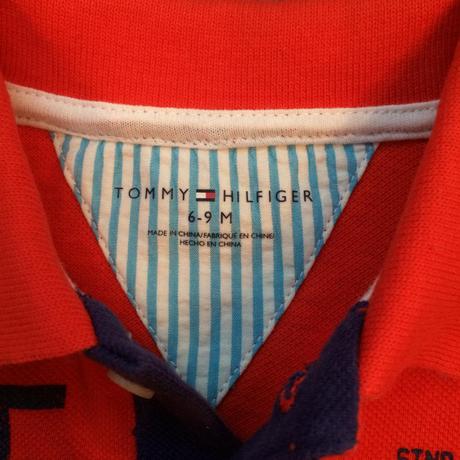 TOMMY HILFIGER
6-9 M
MADE IN CHINA/FABRIQUÉ EN CHINE/
HECHO EN CHINA